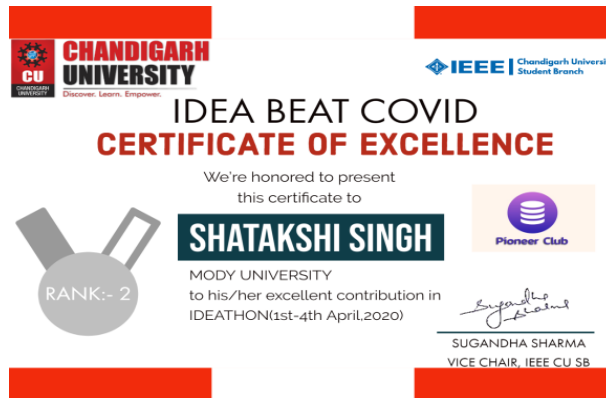 CU
CHANDIGARH
UNIVERSITY
CHANDIGARH
UNIVERSITY
Discover. Learn. Empower.
IEEE
Chandigarh Universi
Student Branch
IDEA BEAT COVID
CERTIFICATE OF EXCELLENCE
We're honored to present
this certificate to
SHATAKSHI SINGH
Pioneer Club
MODY UNIVERSITY
to his/her excellent contribution in
IDEATHON(1st-4th April,2020)
RANK:- 2
Sugandha
Sharma
SUGANDHA SHARMA
VICE CHAIR, IEEE CU SB